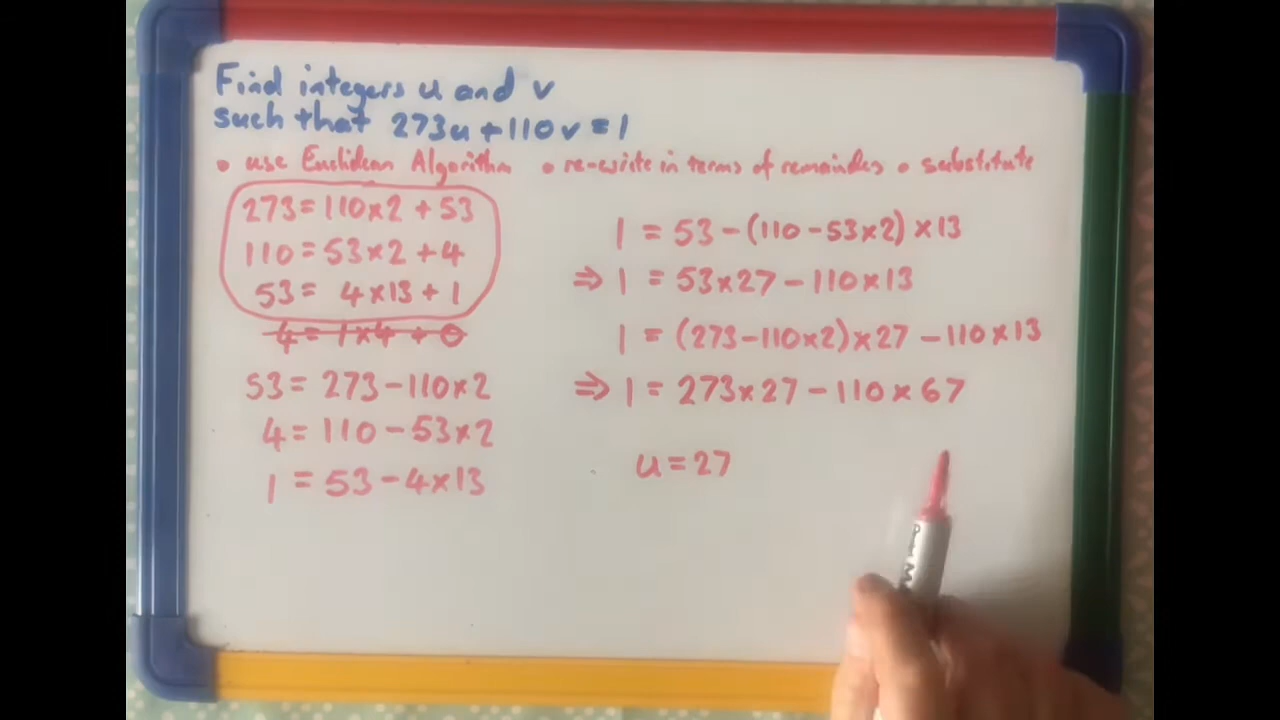 Find integers u and v
such that 273u + 110v = 1
• use Euclidean Algorithm • re-write in terms of remainders • substitute
273 = 110 × 2 + 53
110 = 53 × 2 + 4
53 = 4 × 13 + 1
4 = 1 × 4 + 0
53 = 273 - 110 × 2
4 = 110 - 53 × 2
1 = 53 - 4 × 13
1 = 53 - (110 - 53 × 2) × 13
⇒ 1 = 53 × 27 - 110 × 13
1 = (273 - 110 × 2) × 27 - 110 × 13
⇒ 1 = 273 × 27 - 110 × 67
u = 27